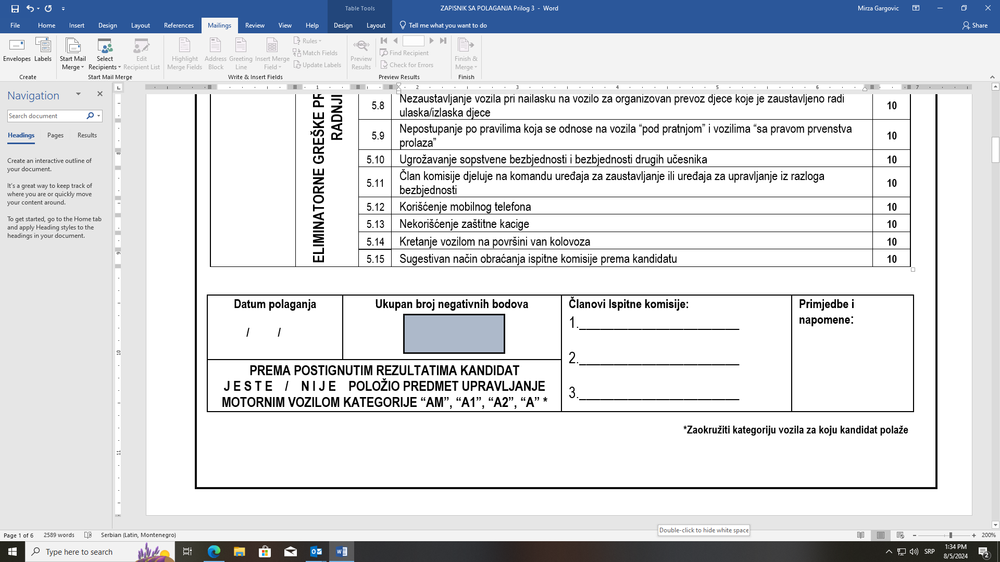 Table Tools
ZAPISNIK SA POLAGANJA Prilog 3 - Word
Mirza Gargovic
File Home Insert Design Layout References Mailings Review View Help Design Layout Tell me what you want to do Share
Envelopes Labels
Create
Start Mail Merge
Select Recipients
Edit Recipient List
Start Mail Merge
Highlight Merge Fields
Address Block
Greeting Line
Insert Merge Field
Rules
Match Fields
Update Labels
Write & Insert Fields
Preview Results
Find Recipient
Check for Errors
Preview Results
Finish & Merge
Finish
Navigation
Search document
Headings Pages Results
Create an interactive outline of
your document.
It's a great way to keep track of
where you are or quickly move
your content around.
To get started, go to the Home tab
and apply Heading styles to the
headings in your document.
1 2 3 4 5 6 7
8
9
10
11
ELIMINATORNE GREŠKE PR
RADNJI
5.8 Nezaustavljanje vozila pri nailasku na vozilo za organizovan prevoz djece koje je zaustavljeno radi
ulaska/izlaska djece 10
5.9 Nepostupanje po pravilima koja se odnose na vozila “pod pratnjom” i vozilima “sa pravom prvenstva
prolaza” 10
5.10 Ugrožavanje sopstvene bezbjednosti i bezbjednosti drugih učesnika 10
5.11 Član komisije djeluje na komandu uređaja za zaustavljanje ili uređaja za upravljanje iz razloga
bezbjednosti 10
5.12 Korišćenje mobilnog telefona 10
5.13 Nekorišćenje zaštitne kacige 10
5.14 Kretanje vozilom na površini van kolovoza 10
5.15 Sugestivan način obraćanja ispitne komisije prema kandidatu 10
Datum polaganja
/ /
Ukupan broj negativnih bodova
PREMA POSTIGNUTIM REZULTATIMA KANDIDAT
J E S T E / N I J E POLOŽIO PREDMET UPRAVLJANJE
MOTORNIM VOZILOM KATEGORIJE “AM”, “A1”, “A2”, “A” *
Članovi Ispitne komisije:
1.______________________
2.______________________
3.______________________
Primjedbe i
napomene:
*Zaokružiti kategoriju vozila za koju kandidat polaže
Double-click to hide white space
Page 1 of 6 2589 words Serbian (Latin, Montenegro) 200%
Type here to search
SRP
1:34 PM
8/5/2024
2